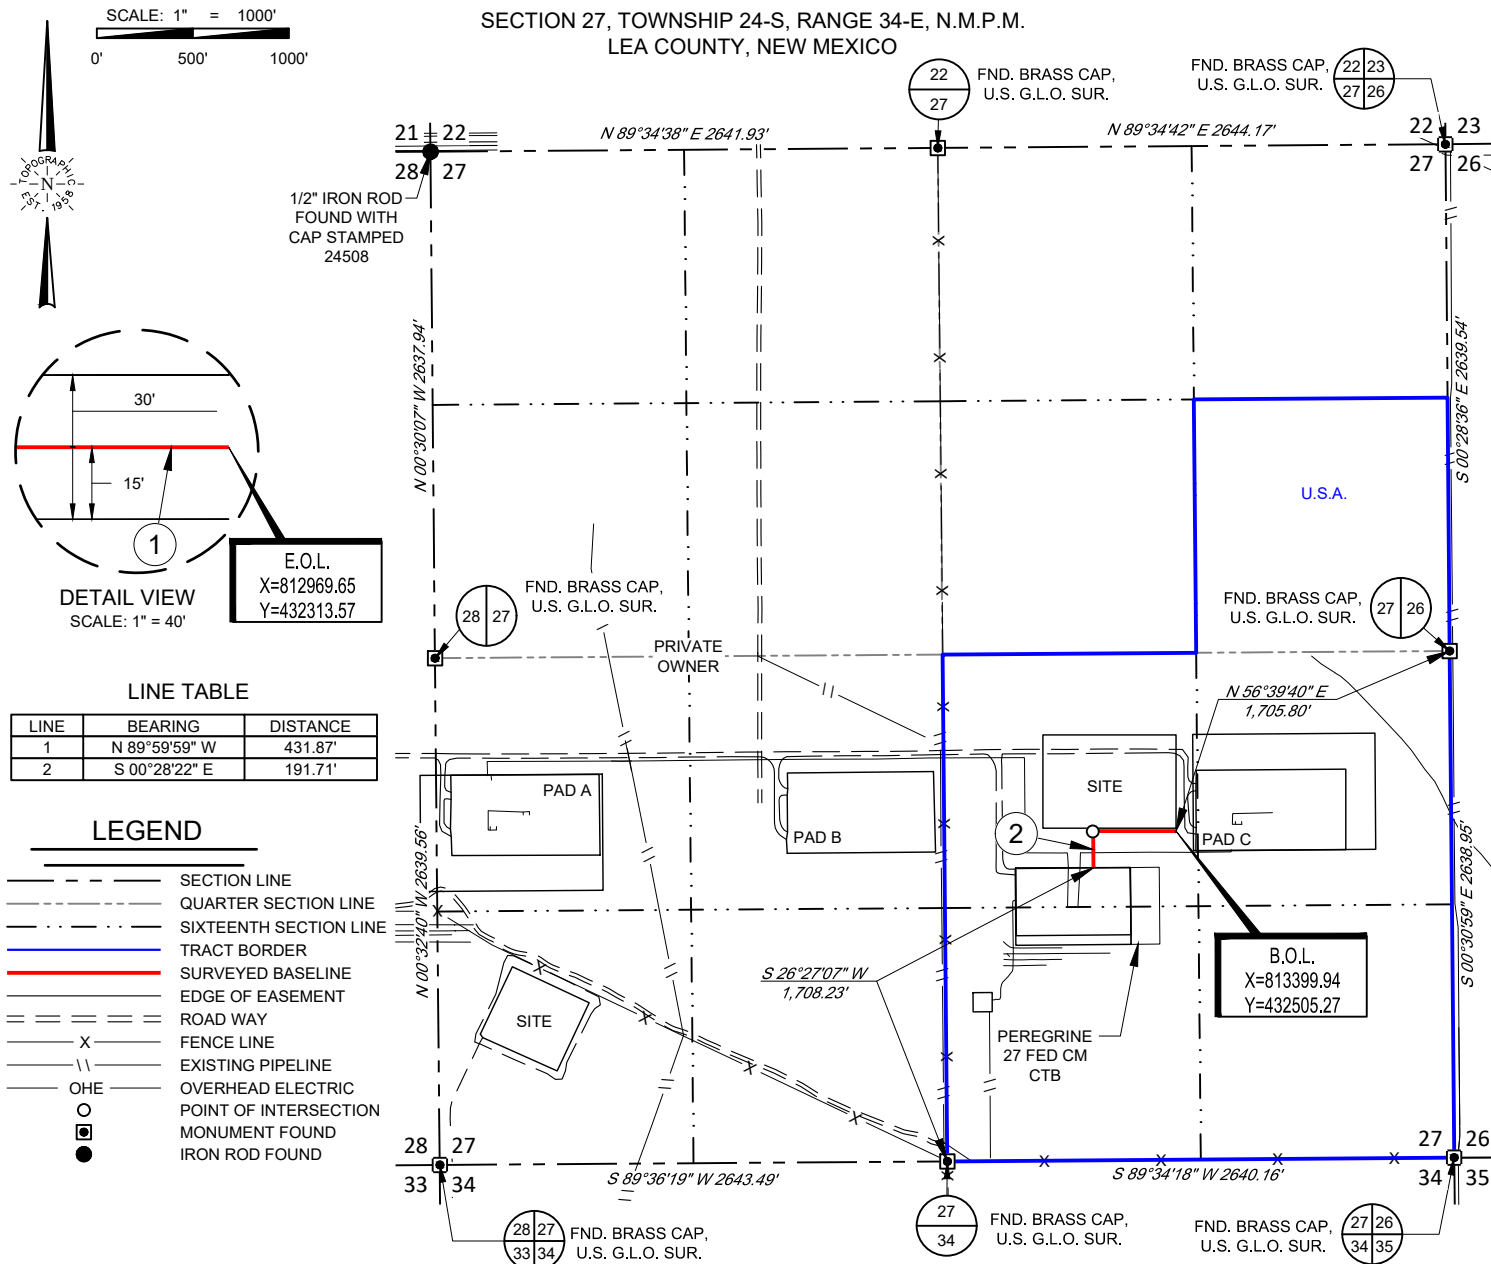 SCALE: 1" = 1000'
0' 500' 1000'
SECTION 27, TOWNSHIP 24-S, RANGE 34-E, N.M.P.M.
LEA COUNTY, NEW MEXICO
TOPOGRAPHIC
N
EST. 1958
22
27
FND. BRASS CAP,
U.S. G.L.O. SUR.
FND. BRASS CAP,
U.S. G.L.O. SUR.
22 23
27 26
21 22
28 27
N 89°34'38" E 2641.93'
N 89°34'42" E 2644.17'
22 23
27 26
1/2" IRON ROD
FOUND WITH
CAP STAMPED
24508
N 00°30'07" W 2637.94'
S 00°28'36" E 2639.54'
30'
15'
1
E.O.L.
X=812969.65
Y=432313.57
DETAIL VIEW
SCALE: 1" = 40'
U.S.A.
28 27
FND. BRASS CAP,
U.S. G.L.O. SUR.
FND. BRASS CAP,
U.S. G.L.O. SUR.
27 26
PRIVATE
OWNER
N 56°39'40" E
1,705.80'
LINE TABLE
LINE BEARING DISTANCE
1 N 89°59'59" W 431.87'
2 S 00°28'22" E 191.71'
PAD A
PAD B
SITE
PAD C
2
N 00°32'40" W 2639.56'
S 00°30'59" E 2638.95'
LEGEND
SECTION LINE
QUARTER SECTION LINE
SIXTEENTH SECTION LINE
TRACT BORDER
SURVEYED BASELINE
EDGE OF EASEMENT
ROAD WAY
X FENCE LINE
\\ EXISTING PIPELINE
OHE OVERHEAD ELECTRIC
POINT OF INTERSECTION
MONUMENT FOUND
IRON ROD FOUND
S 26°27'07" W
1,708.23'
B.O.L.
X=813399.94
Y=432505.27
SITE
PEREGRINE
27 FED CM
CTB
28 27
33 34
S 89°36'19" W 2643.49'
S 89°34'18" W 2640.16'
27 26
34 35
28 27
33 34
FND. BRASS CAP,
U.S. G.L.O. SUR.
27
34
FND. BRASS CAP,
U.S. G.L.O. SUR.
FND. BRASS CAP,
U.S. G.L.O. SUR.
27 26
34 35